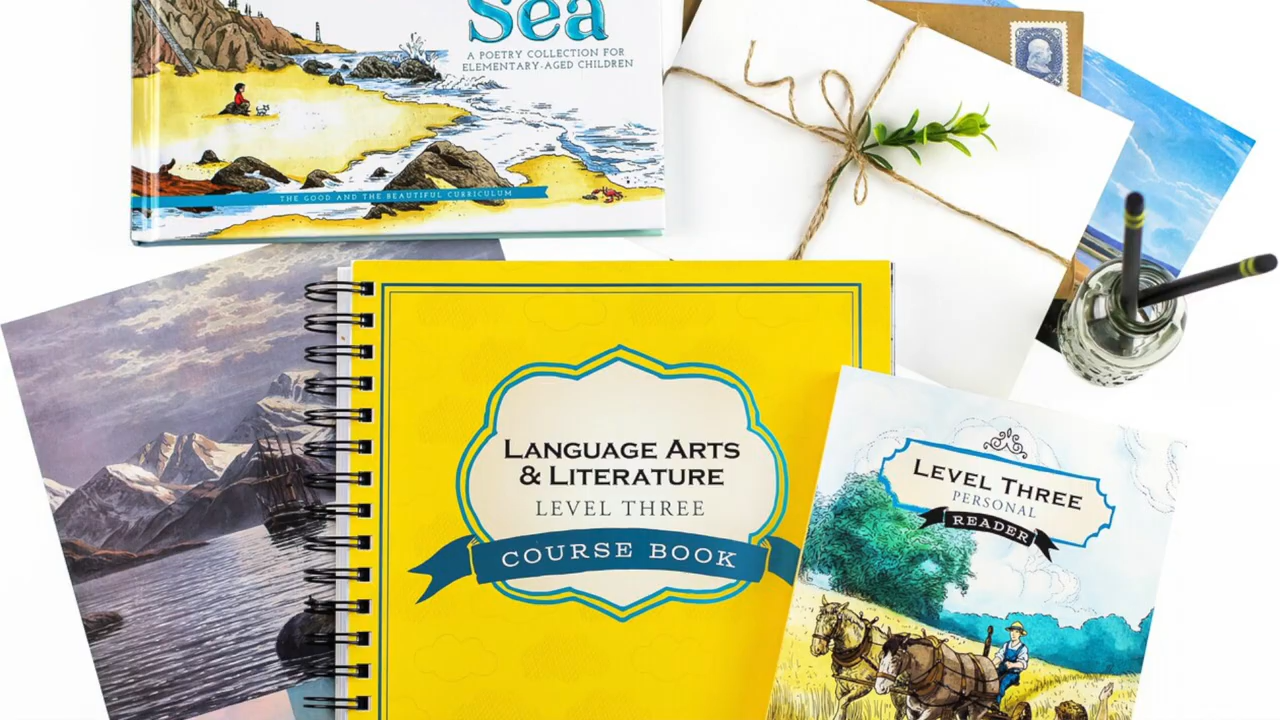 Sea
A POETRY COLLECTION FOR
ELEMENTARY-AGED CHILDREN
THE GOOD AND THE BEAUTIFUL CURRICULUM
LANGUAGE ARTS
& LITERATURE
LEVEL THREE
COURSE BOOK
LEVEL THREE
PERSONAL
READER